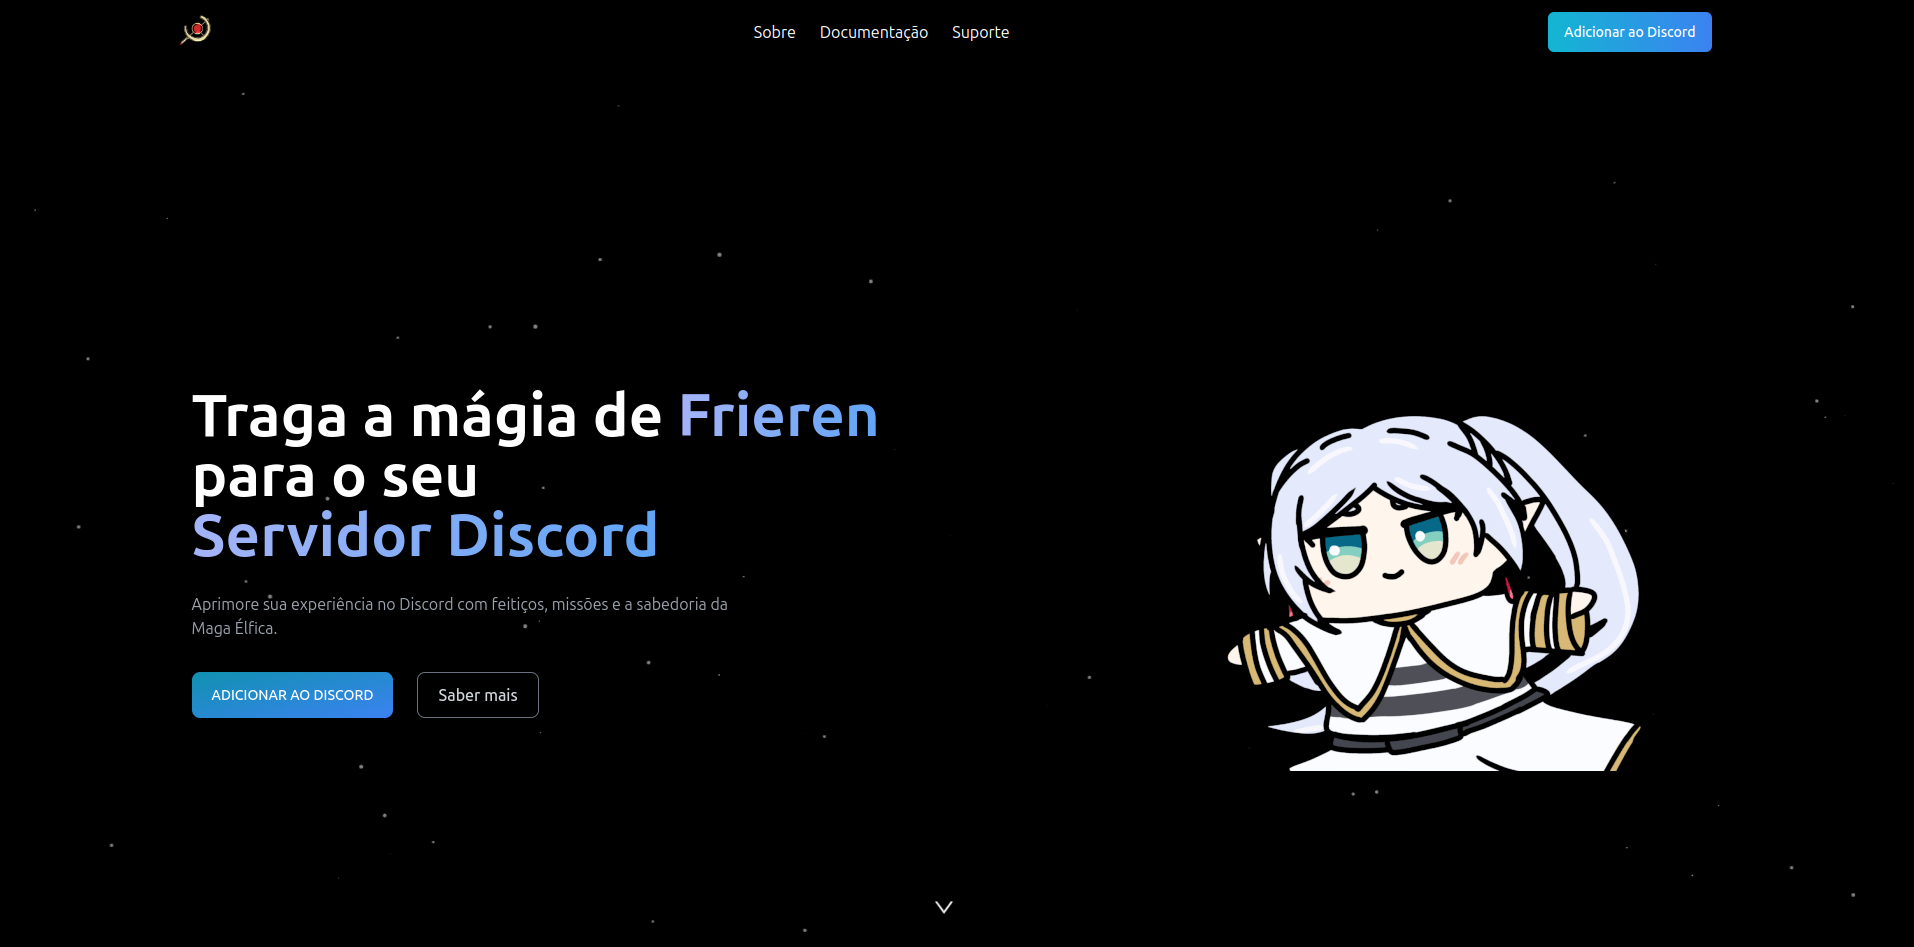 Sobre Documentação Suporte Adicionar ao Discord
Traga a mágia de Frieren
para o seu
Servidor Discord
Aprimore sua experiência no Discord com feitiços, missões e a sabedoria da
Maga Élfica.
ADICIONAR AO DISCORD Saber mais